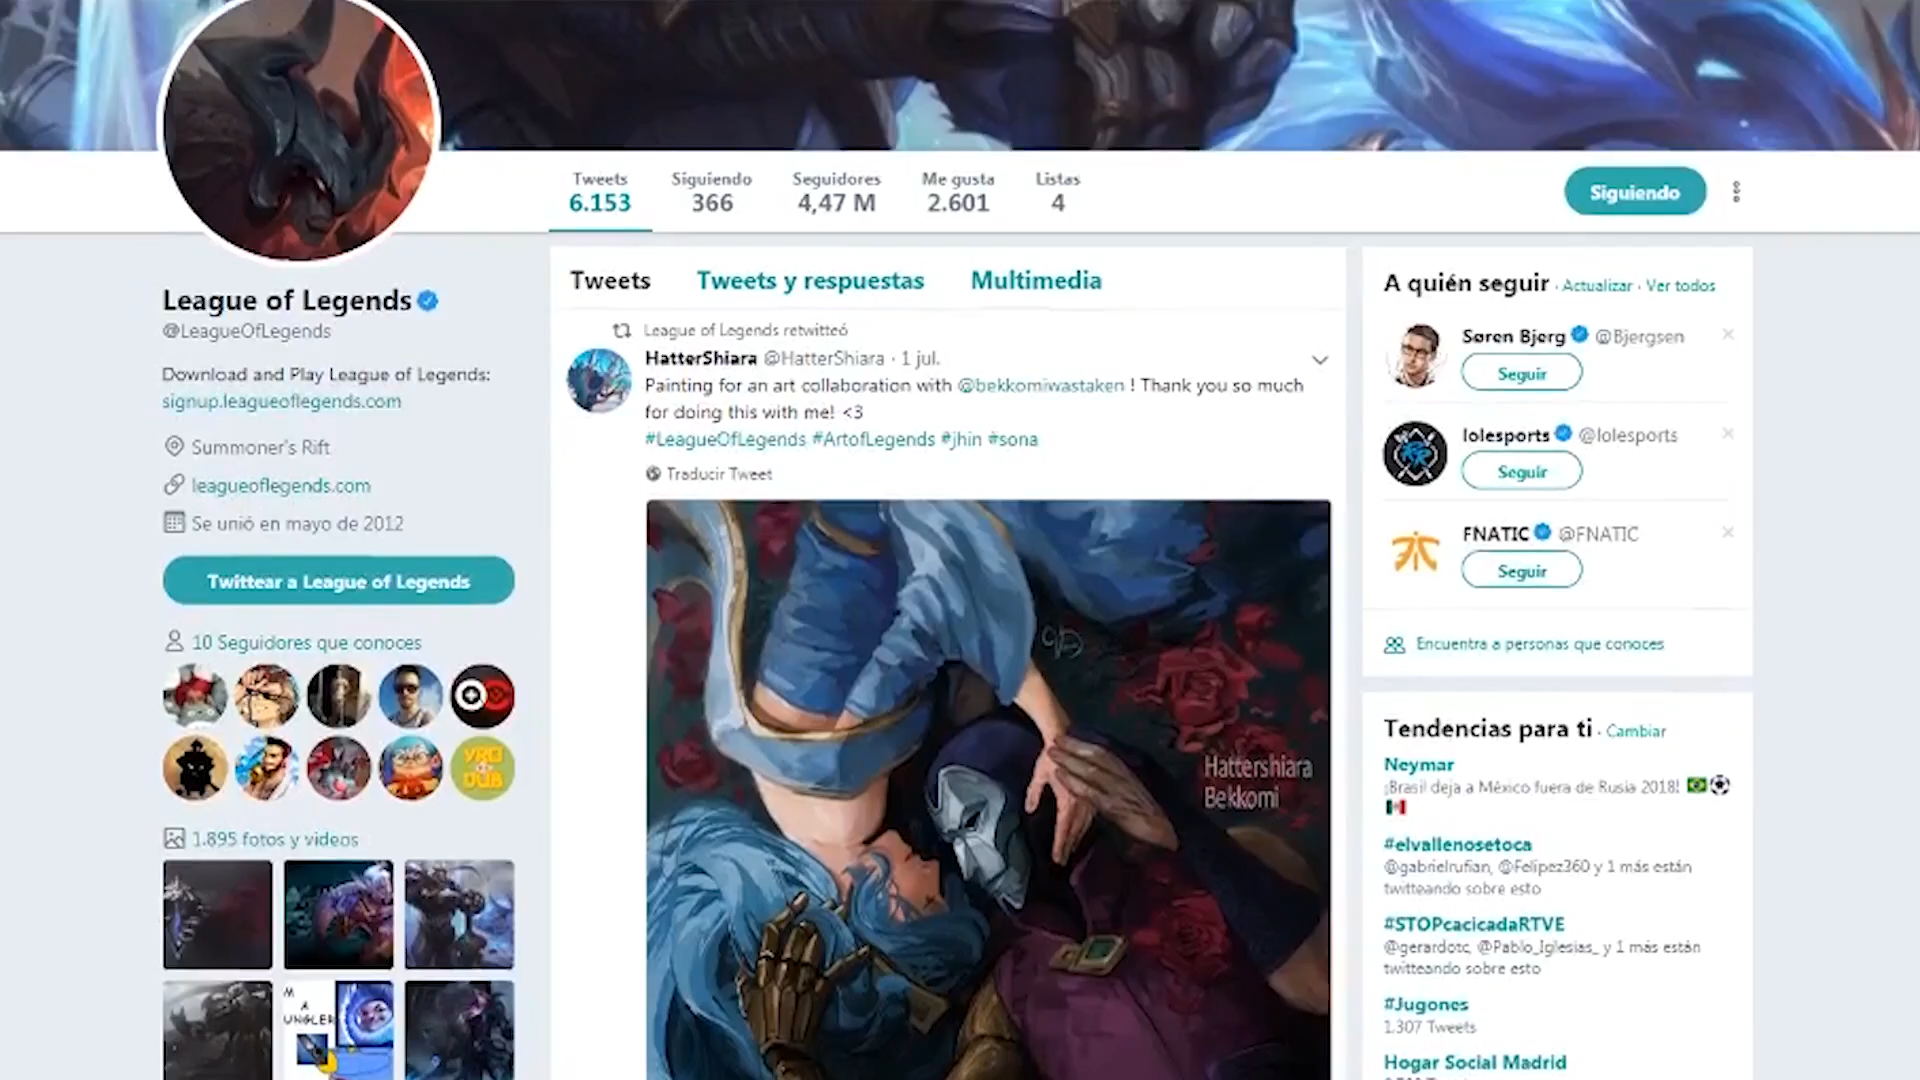 Tweets
6.153
Siguiendo
366
Seguidores
4,47 M
Me gusta
2.601
Listas
4
Siguiendo
League of Legends
@LeagueOfLegends
Download and Play League of Legends:
signup.leagueoflegends.com
Summoner's Rift
leagueoflegends.com
Se unió en mayo de 2012
Twittear a League of Legends
10 Seguidores que conoces
YRO
DUB
1.895 fotos y videos
M
A
UNGLER
Tweets
Tweets y respuestas
Multimedia
League of Legends retwitteó
HatterShiara @HatterShiara · 1 jul.
Painting for an art collaboration with @bekkomiwastaken ! Thank you so much
for doing this with me! <3
#LeagueOfLegends #ArtofLegends #jhin #sona
Traducir Tweet
Hattershiara
Bekkomi
A quién seguir · Actualizar · Ver todos
Søren Bjerg @Bjergsen
Seguir
lolesports @lolesports
Seguir
FNATIC @FNATIC
Seguir
Encuentra a personas que conoces
Tendencias para ti · Cambiar
Neymar
¡Brasil deja a México fuera de Rusia 2018!
#elvallenosetoca
@gabrielrufian, @Felipez360 y 1 más están
twitteando sobre esto
#STOPcacicadaRTVE
@gerardotc, @Pablo_Iglesias_ y 1 más están
twitteando sobre esto
#Jugones
1.307 Tweets
Hogar Social Madrid